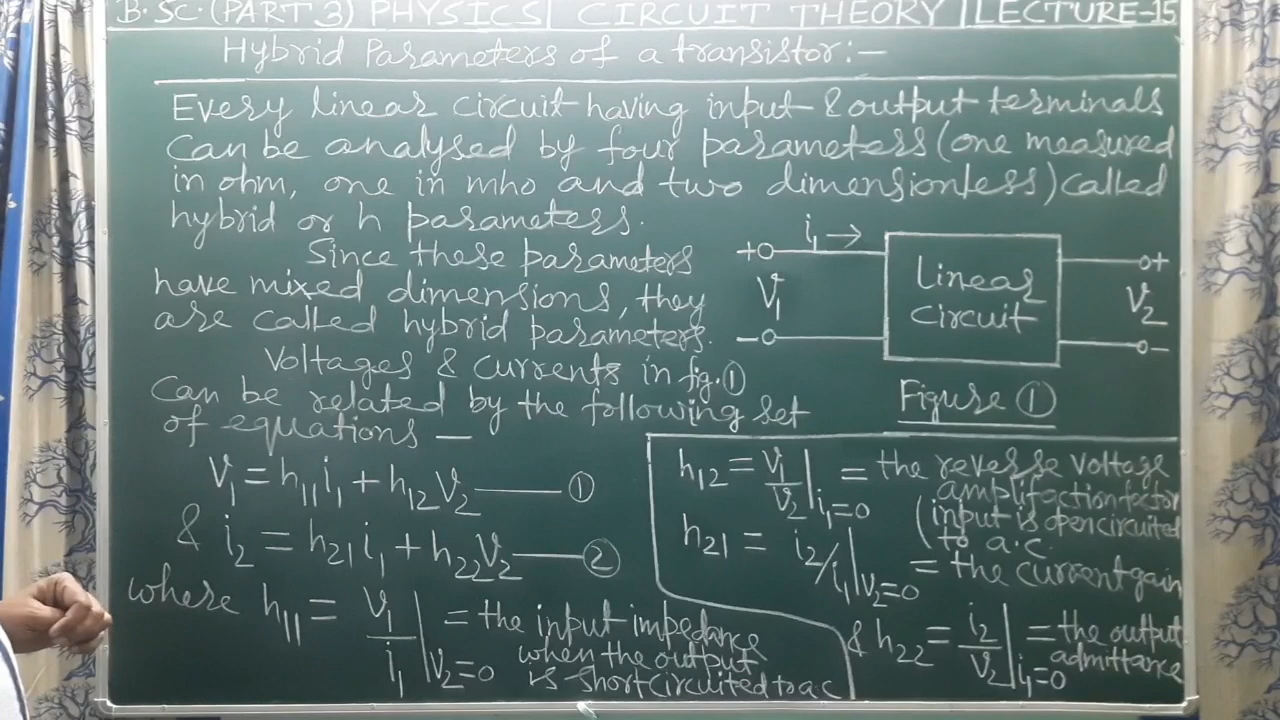 B.Sc.(PART 3) PHYSICS| CIRCUIT THEORY |LECTURE-15
Hybrid Parameters of a transistor:-
Every linear circuit having input & output terminals
Can be analysed by four parameters (one measured
in ohm, one in mho and two dimensionless) called
hybrid or h parameters.
Since these parameters
have mixed dimensions, they
are called hybrid parameters.
Voltages & currents in fig.①
Can be related by the following set
of equations —
V₁ = h₁₁i₁ + h₁₂V₂ —— ①
& i₂ = h₂₁i₁ + h₂₂V₂ —— ②
where h₁₁ = V₁/i₁|V₂=0 = the input impedance
when the output
is shortcircuited to a c
i₁ →
+ Linear +
V₁ V₂
circuit
- -
Figure ①
h₁₂ = V₁/V₂|i₁=0 = the reverse voltage
amplifaction factor
(input is opencircuited
to a.c.
h₂₁ = i₂/i₁|V₂=0 = the current gain
& h₂₂ = i₂/V₂|i₁=0 = the output
admittance